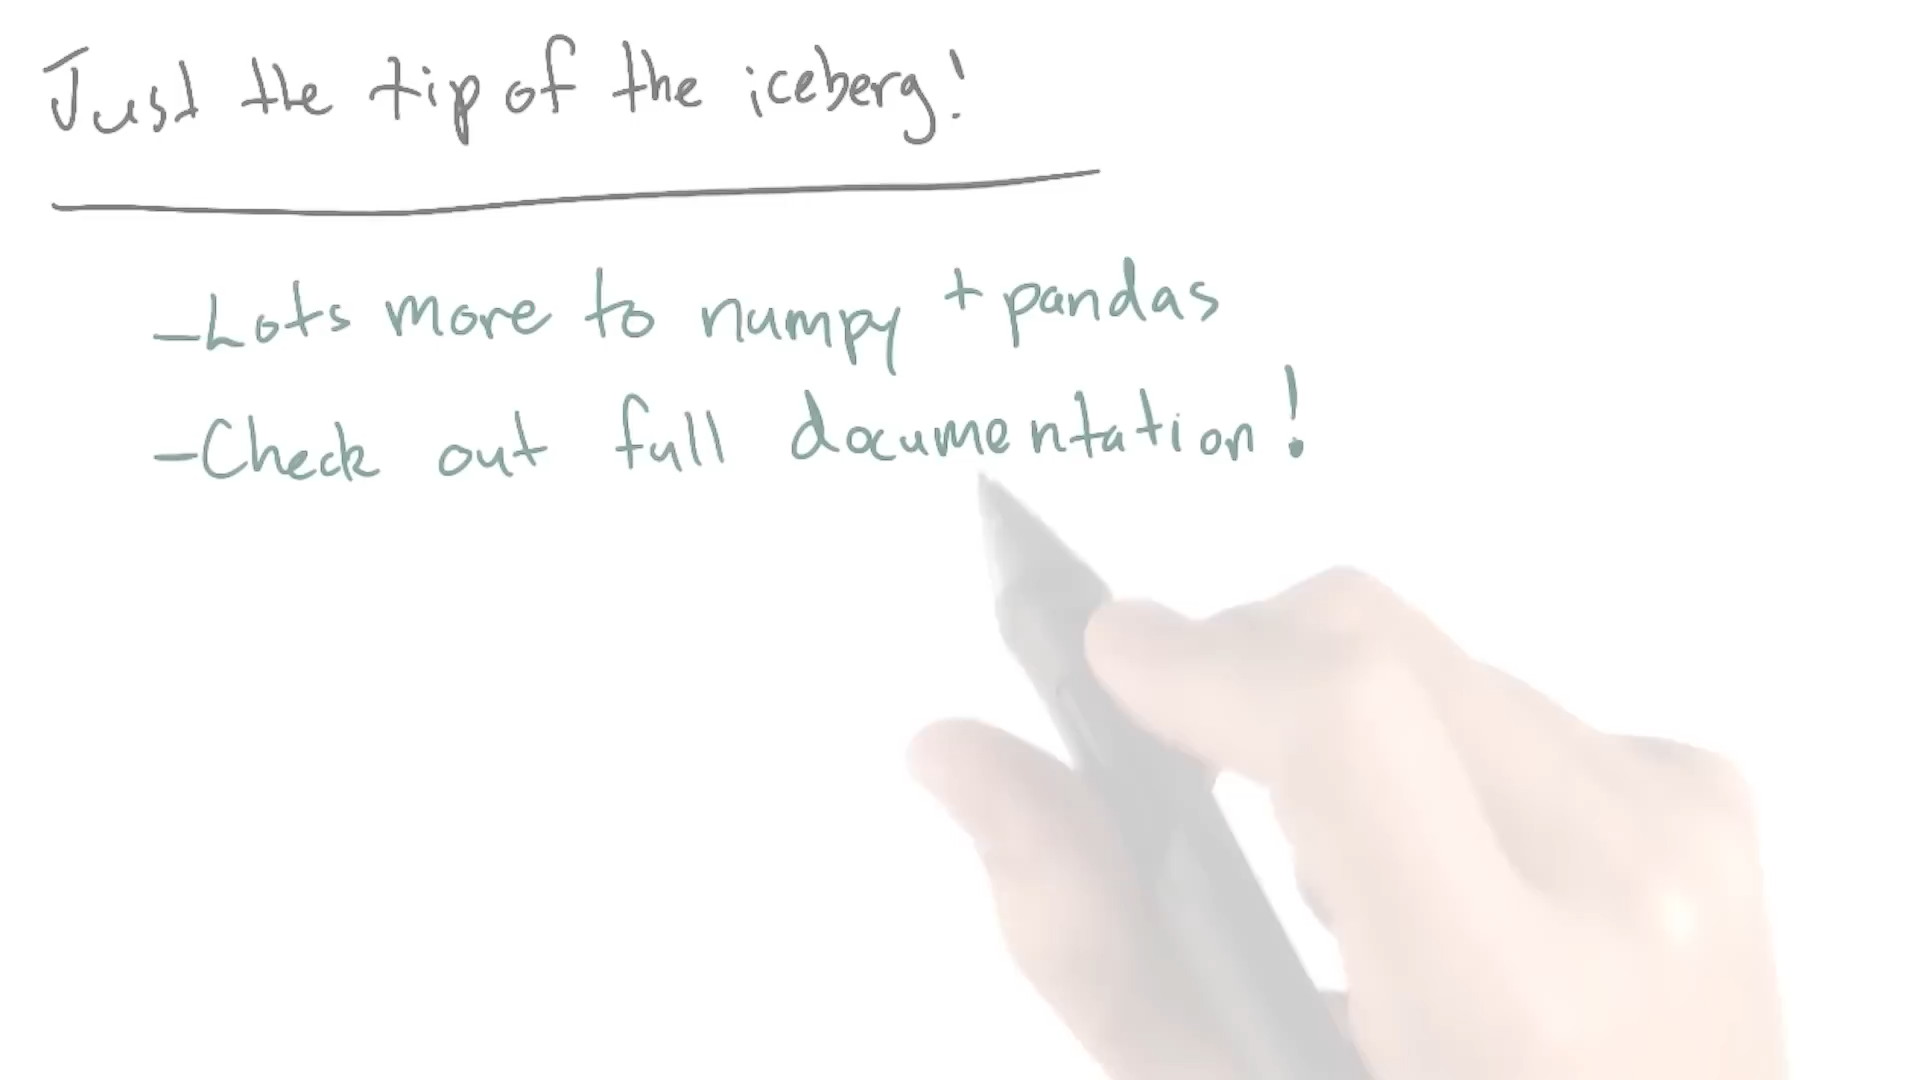 Just the tip of the iceberg!
- Lots more to numpy + pandas
- Check out full documentation!